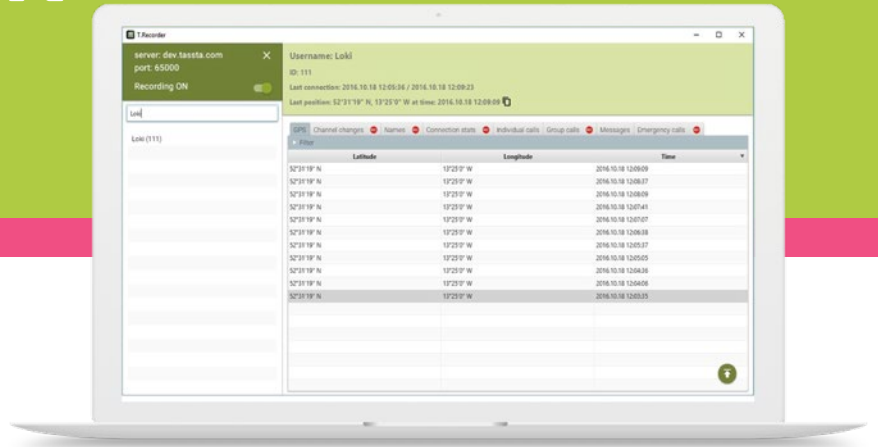 T.Recorder
server: dev.tassta.com
port: 65000
Recording ON
Loki
Loki (111)
Username: Loki
ID: 111
Last connection: 2016.10.18 12:05:36 / 2016.10.18 12:09:23
Last position: 52°31'19" N, 13°25'0" W at time: 2016.10.18 12:09:09
GPS Channel changes Names Connection stats Individual calls Group calls Messages Emergency calls
Filter
Latitude Longitude Time
52°31'19" N 13°25'0" W 2016.10.18 12:09:09
52°31'19" N 13°25'0" W 2016.10.18 12:08:37
52°31'19" N 13°25'0" W 2016.10.18 12:08:09
52°31'19" N 13°25'0" W 2016.10.18 12:07:41
52°31'19" N 13°25'0" W 2016.10.18 12:07:07
52°31'19" N 13°25'0" W 2016.10.18 12:06:38
52°31'19" N 13°25'0" W 2016.10.18 12:05:37
52°31'19" N 13°25'0" W 2016.10.18 12:05:05
52°31'19" N 13°25'0" W 2016.10.18 12:04:36
52°31'19" N 13°25'0" W 2016.10.18 12:04:06
52°31'19" N 13°25'0" W 2016.10.18 12:03:35